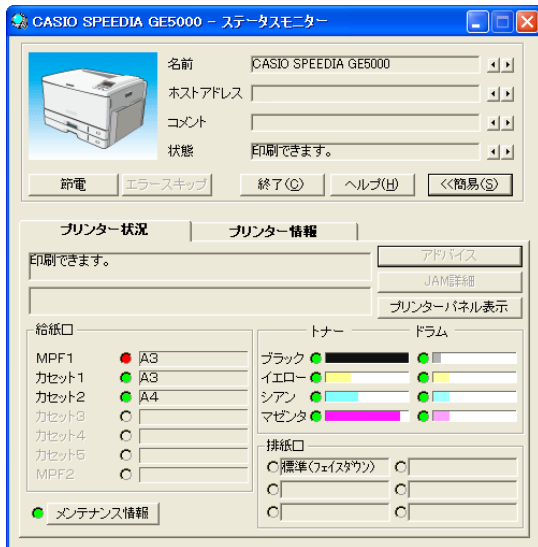 CASIO SPEEDIA GE5000 - ステータスモニター
名前 CASIO SPEEDIA GE5000
ホストアドレス
コメント
状態 印刷できます。
節電 エラースキップ 終了(C) ヘルプ(H) <<簡易(S)
プリンター状況 プリンター情報
印刷できます。
アドバイス
JAM詳細
プリンターパネル表示
給紙口
MPF1 A3
カセット1 A3
カセット2 A4
カセット3
カセット4
カセット5
MPF2
メンテナンス情報
トナー ドラム
ブラック
イエロー
シアン
マゼンタ
排紙口
標準(フェイスダウン)